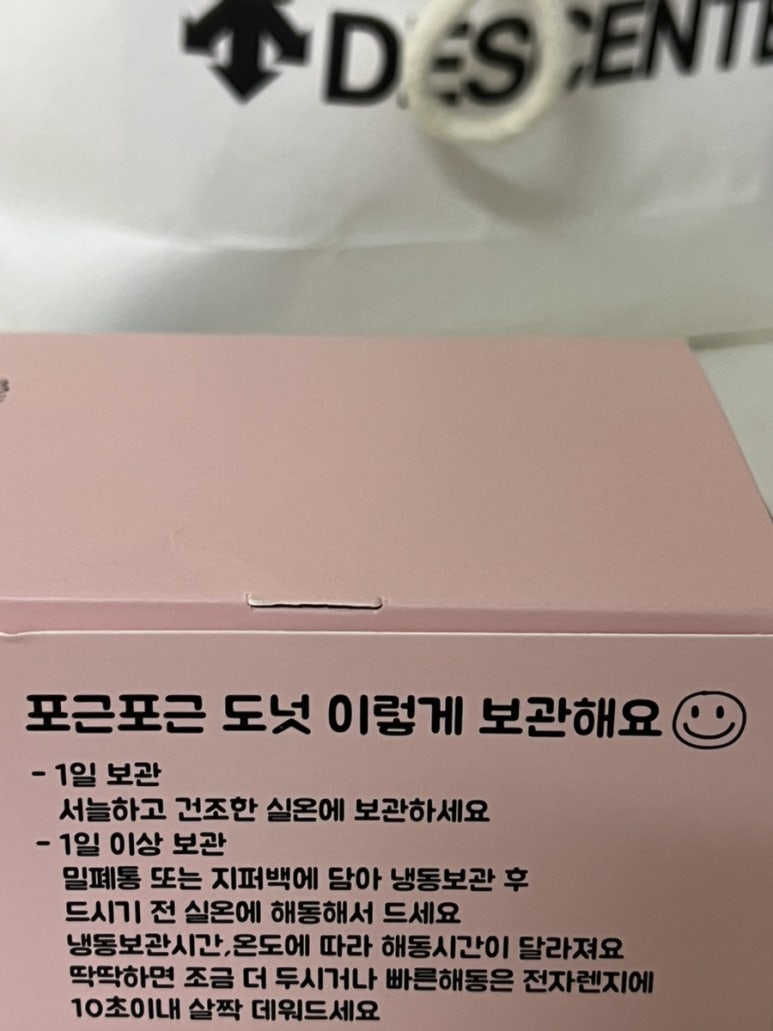 DESCENTE
포근포근 도넛 이렇게 보관해요
- 1일 보관
서늘하고 건조한 실온에 보관하세요
- 1일 이상 보관
밀폐통 또는 지퍼백에 담아 냉동보관 후
드시기 전 실온에 해동해서 드세요
냉동보관시간,온도에 따라 해동시간이 달라져요
딱딱하면 조금 더 두시거나 빠른해동은 전자렌지에
10초이내 살짝 데워드세요